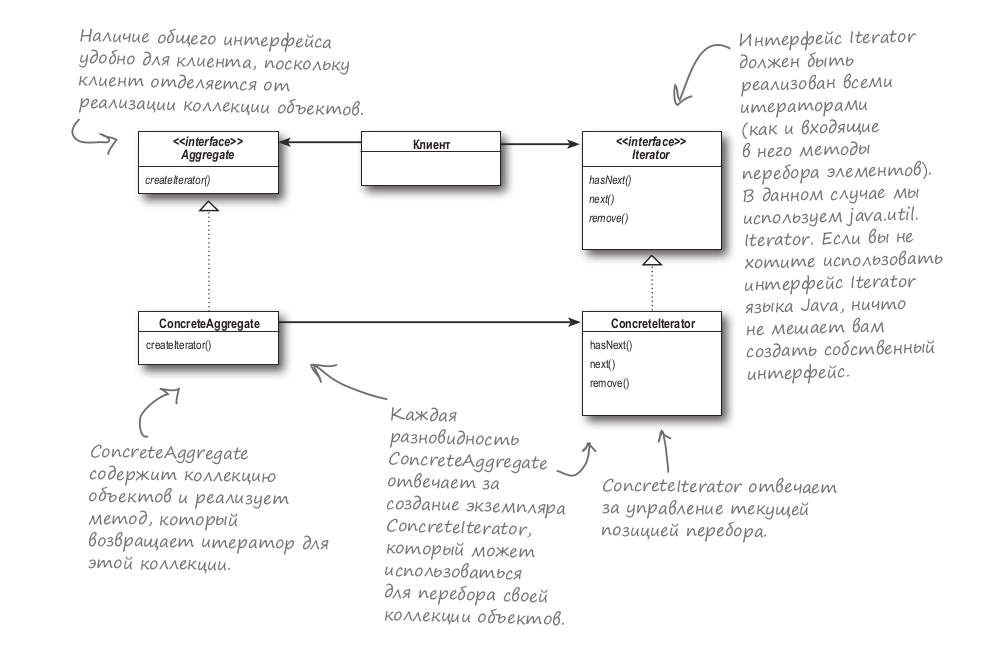 Наличие общего интерфейса
удобно для клиента, поскольку
клиент отделяется от
реализации коллекции объектов.
<<interface>>
Aggregate
createIterator()
Клиент
<<interface>>
Iterator
hasNext()
next()
remove()
Интерфейс Iterator
должен быть
реализован всеми
итераторами
(как и входящие
в него методы
перебора элементов).
В данном случае мы
используем java.util.
Iterator. Если вы не
хотите использовать
интерфейс Iterator
языка Java, ничто
не мешает вам
создать собственный
интерфейс.
ConcreteAggregate
createIterator()
ConcreteIterator
hasNext()
next()
remove()
ConcreteAggregate
содержит коллекцию
объектов и реализует
метод, который
возвращает итератор для
этой коллекции.
Каждая
разновидность
ConcreteAggregate
отвечает за
создание экземпляра
ConcreteIterator,
который может
использоваться
для перебора своей
коллекции объектов.
ConcreteIterator отвечает
за управление текущей
позицией перебора.